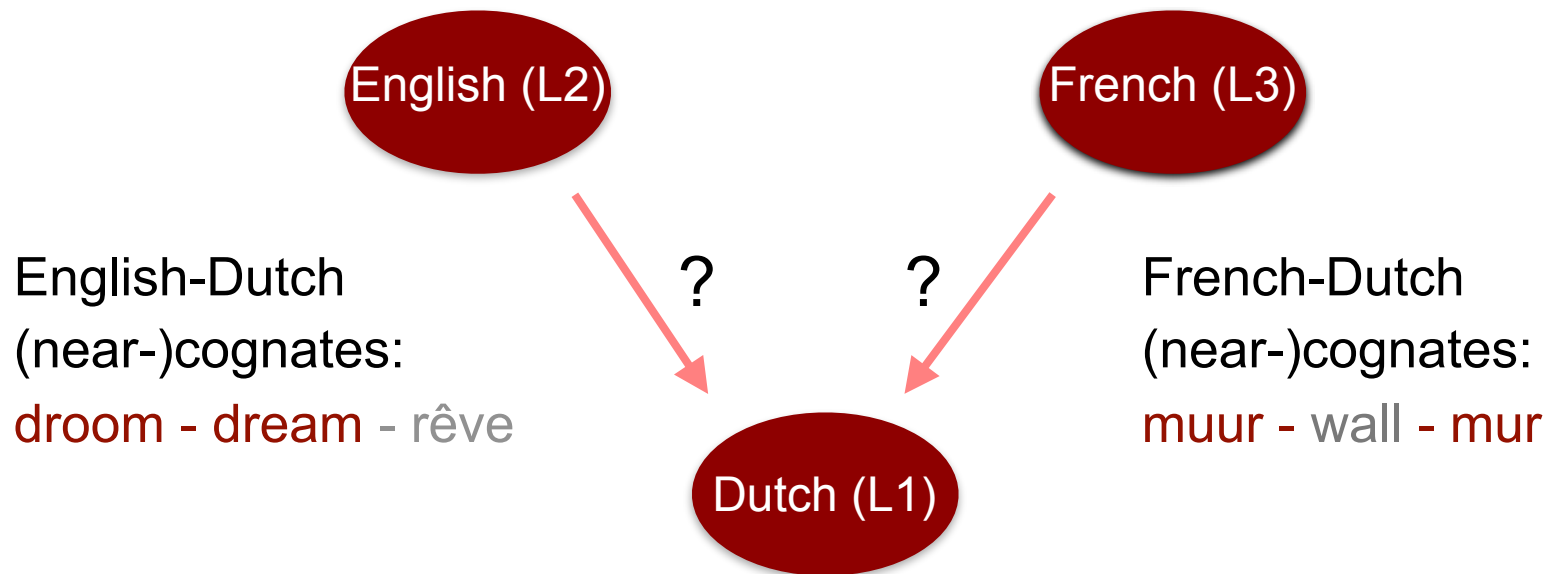 English (L2)
French (L3)
English-Dutch
(near-)cognates:
droom - dream - rêve
?
?
French-Dutch
(near-)cognates:
muur - wall - mur
Dutch (L1)